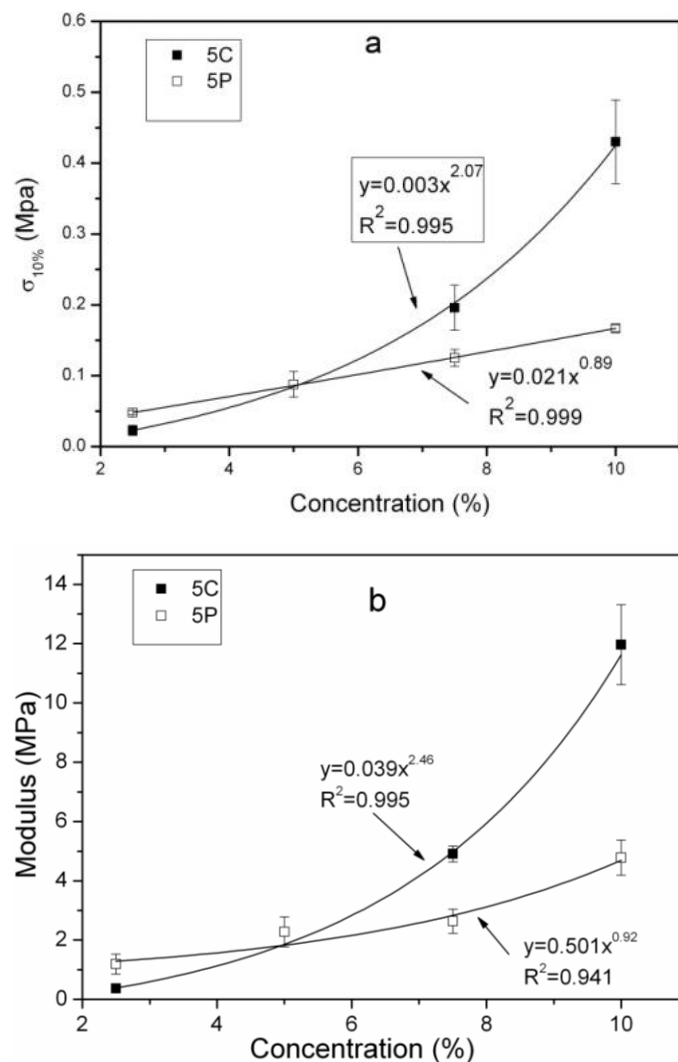 a
5C
5P
0.6
0.5
0.4
0.3
0.2
0.1
0.0
σ10% (Mpa)
y=0.003x^2.07
R^2=0.995
y=0.021x^0.89
R^2=0.999
2 4 6 8 10
Concentration (%)
b
5C
5P
14
12
10
8
6
4
2
0
Modulus (MPa)
y=0.039x^2.46
R^2=0.995
y=0.501x^0.92
R^2=0.941
2 4 6 8 10
Concentration (%)